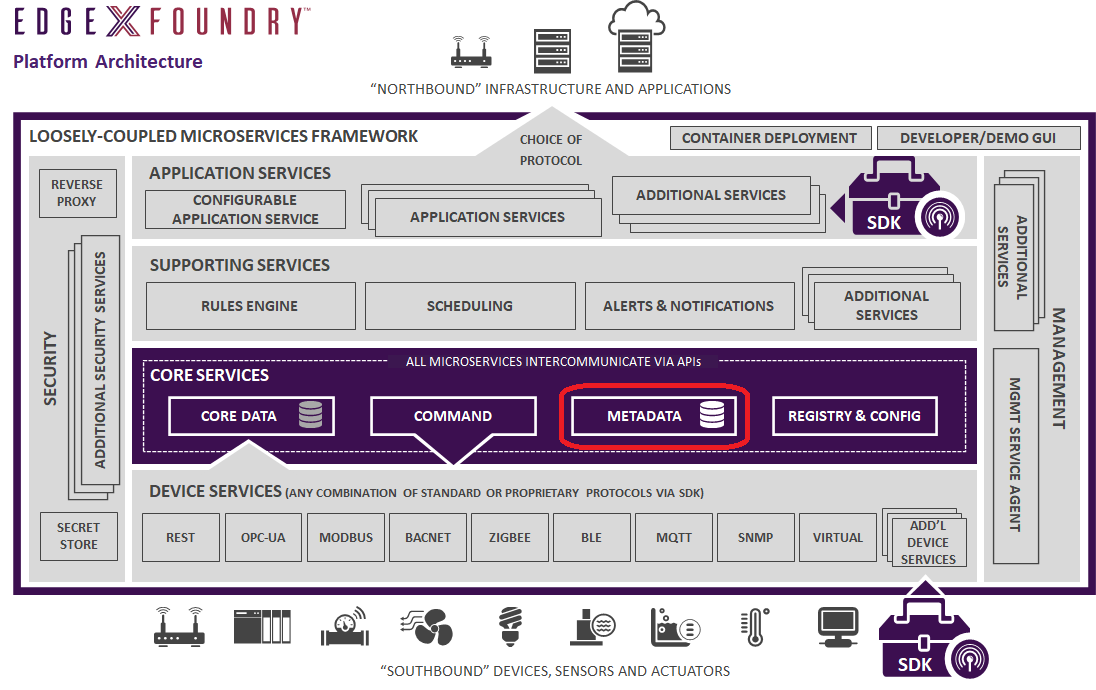 EDGE X FOUNDRY™
Platform Architecture
“NORTHBOUND” INFRASTRUCTURE AND APPLICATIONS
LOOSELY-COUPLED MICROSERVICES FRAMEWORK
CHOICE OF
PROTOCOL
CONTAINER DEPLOYMENT
DEVELOPER/DEMO GUI
REVERSE
PROXY
SECURITY
ADDITIONAL SECURITY SERVICES
SECRET
STORE
APPLICATION SERVICES
CONFIGURABLE
APPLICATION SERVICE
APPLICATION SERVICES
ADDITIONAL SERVICES
SDK
SUPPORTING SERVICES
RULES ENGINE
SCHEDULING
ALERTS & NOTIFICATIONS
ADDITIONAL
SERVICES
ALL MICROSERVICES INTERCOMMUNICATE VIA APIs
CORE SERVICES
CORE DATA
COMMAND
METADATA
REGISTRY & CONFIG
DEVICE SERVICES (ANY COMBINATION OF STANDARD OR PROPRIETARY PROTOCOLS VIA SDK)
REST
OPC-UA
MODBUS
BACNET
ZIGBEE
BLE
MQTT
SNMP
VIRTUAL
ADD'L
DEVICE
SERVICES
ADDITIONAL
SERVICES
MANAGEMENT
MGMT SERVICE AGENT
“SOUTHBOUND” DEVICES, SENSORS AND ACTUATORS
SDK